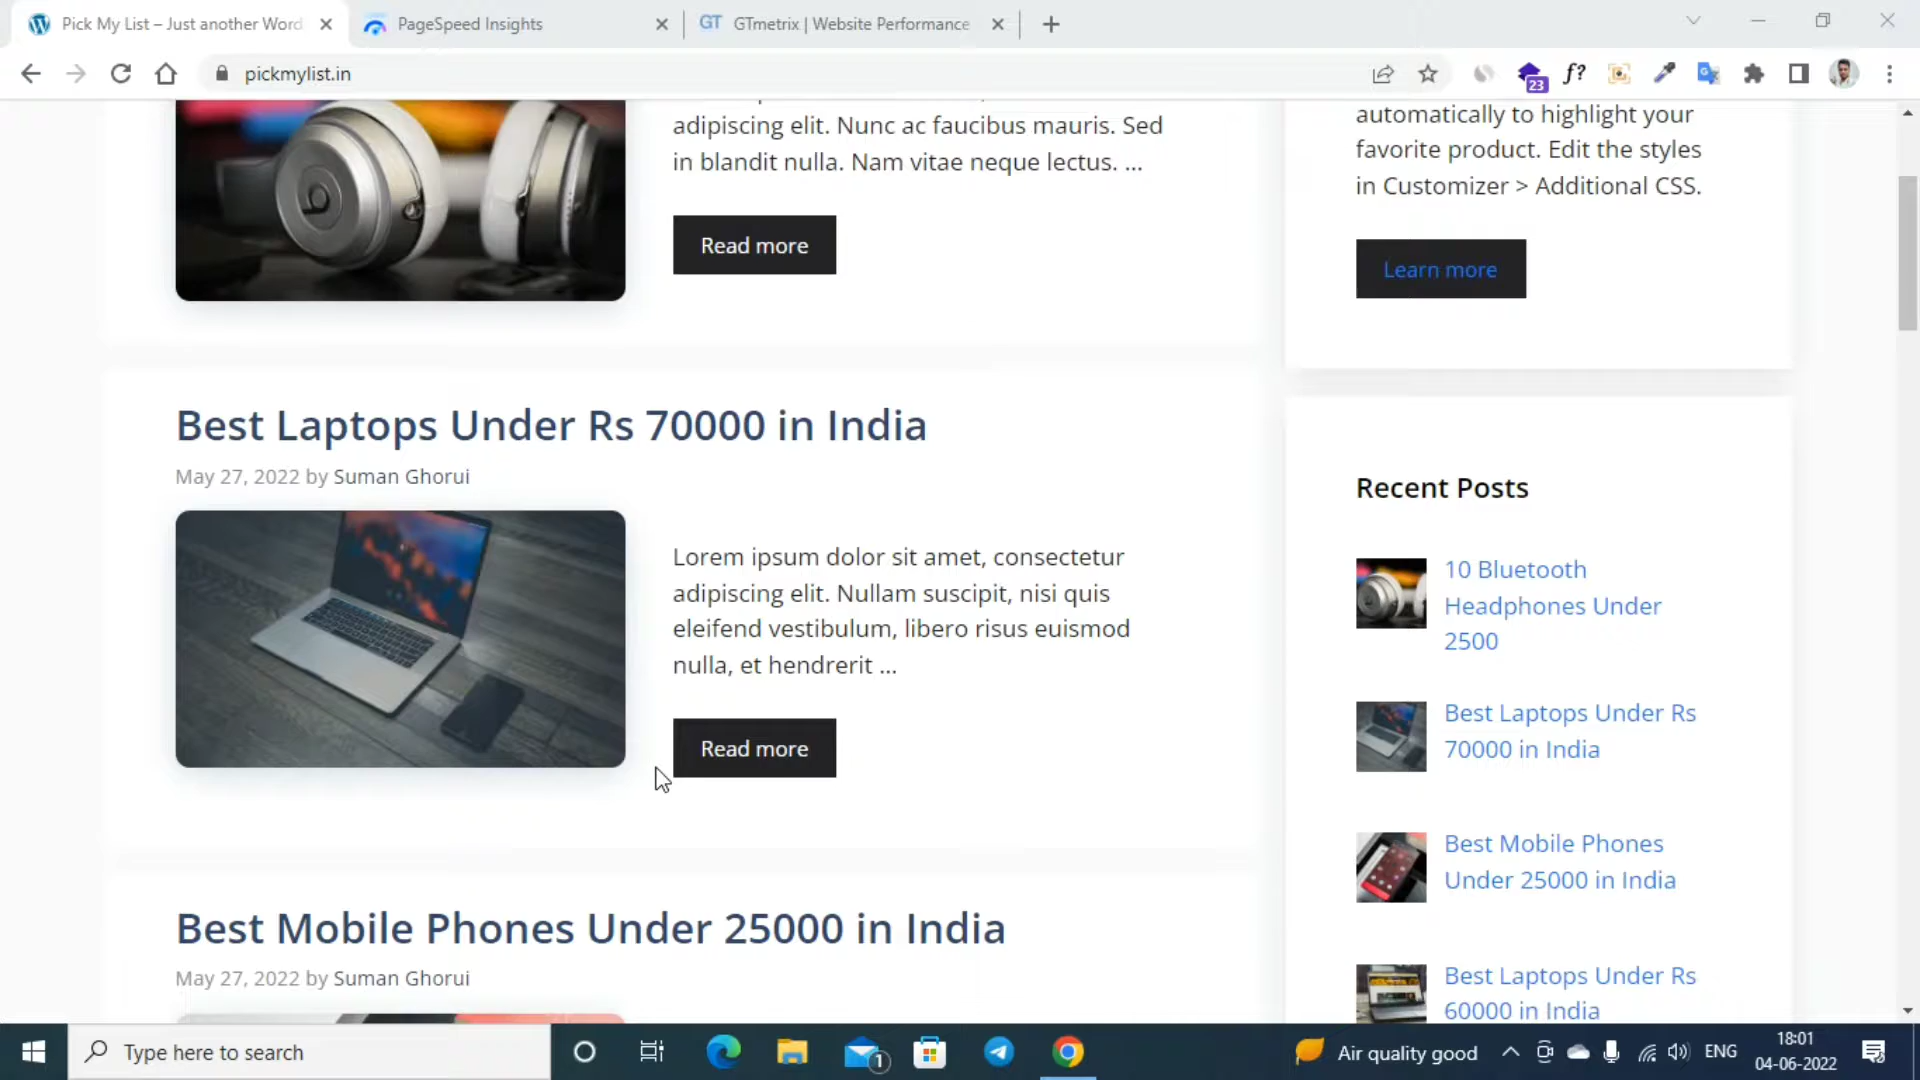 Pick My List – Just another Word
PageSpeed Insights
GT
GTmetrix | Website Performance
pickmylist.in
23
f?
adipiscing elit. Nunc ac faucibus mauris. Sed
in blandit nulla. Nam vitae neque lectus. ...
Read more
Best Laptops Under Rs 70000 in India
May 27, 2022 by Suman Ghorui
Lorem ipsum dolor sit amet, consectetur
adipiscing elit. Nullam suscipit, nisi quis
eleifend vestibulum, libero risus euismod
nulla, et hendrerit ...
Read more
Best Mobile Phones Under 25000 in India
May 27, 2022 by Suman Ghorui
automatically to highlight your
favorite product. Edit the styles
in Customizer > Additional CSS.
Learn more
Recent Posts
10 Bluetooth
Headphones Under
2500
Best Laptops Under Rs
70000 in India
Best Mobile Phones
Under 25000 in India
Best Laptops Under Rs
60000 in India
Type here to search
1
Air quality good
ENG
18:01
04-06-2022